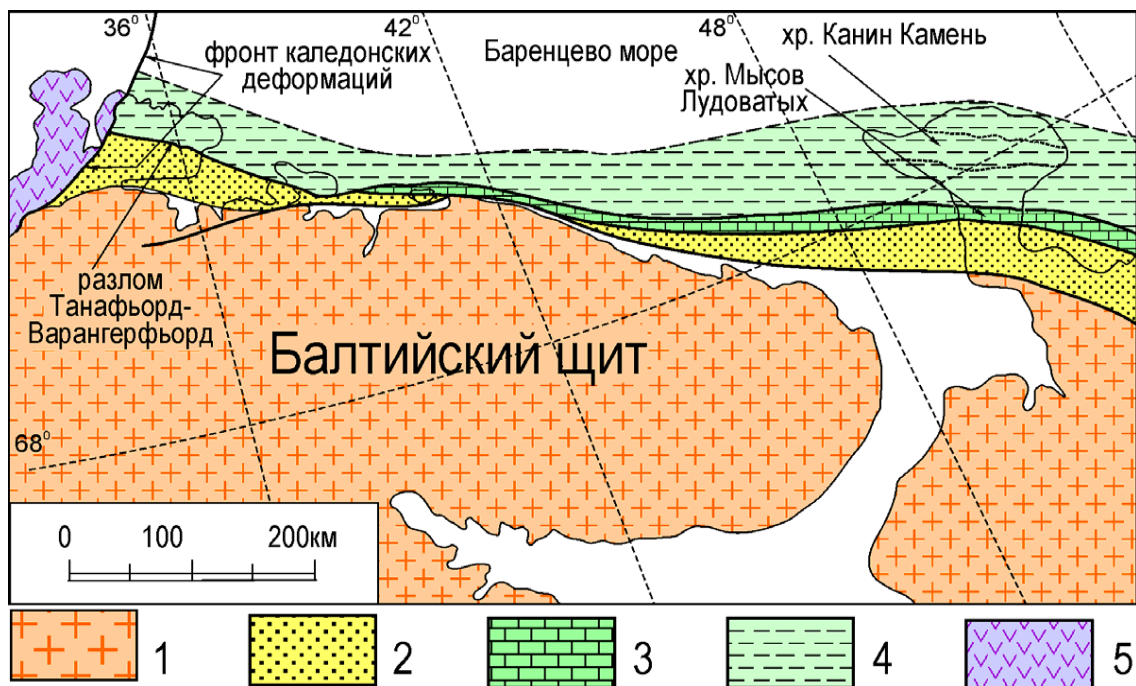 36°
42°
48°
фронт каледонских
деформаций
Баренцево море
хр. Канин Камень
хр. Мысов
Лудоватых
разлом
Танафьорд-
Варангерфьорд
Балтийский щит
68°
0 100 200км
1 2 3 4 5